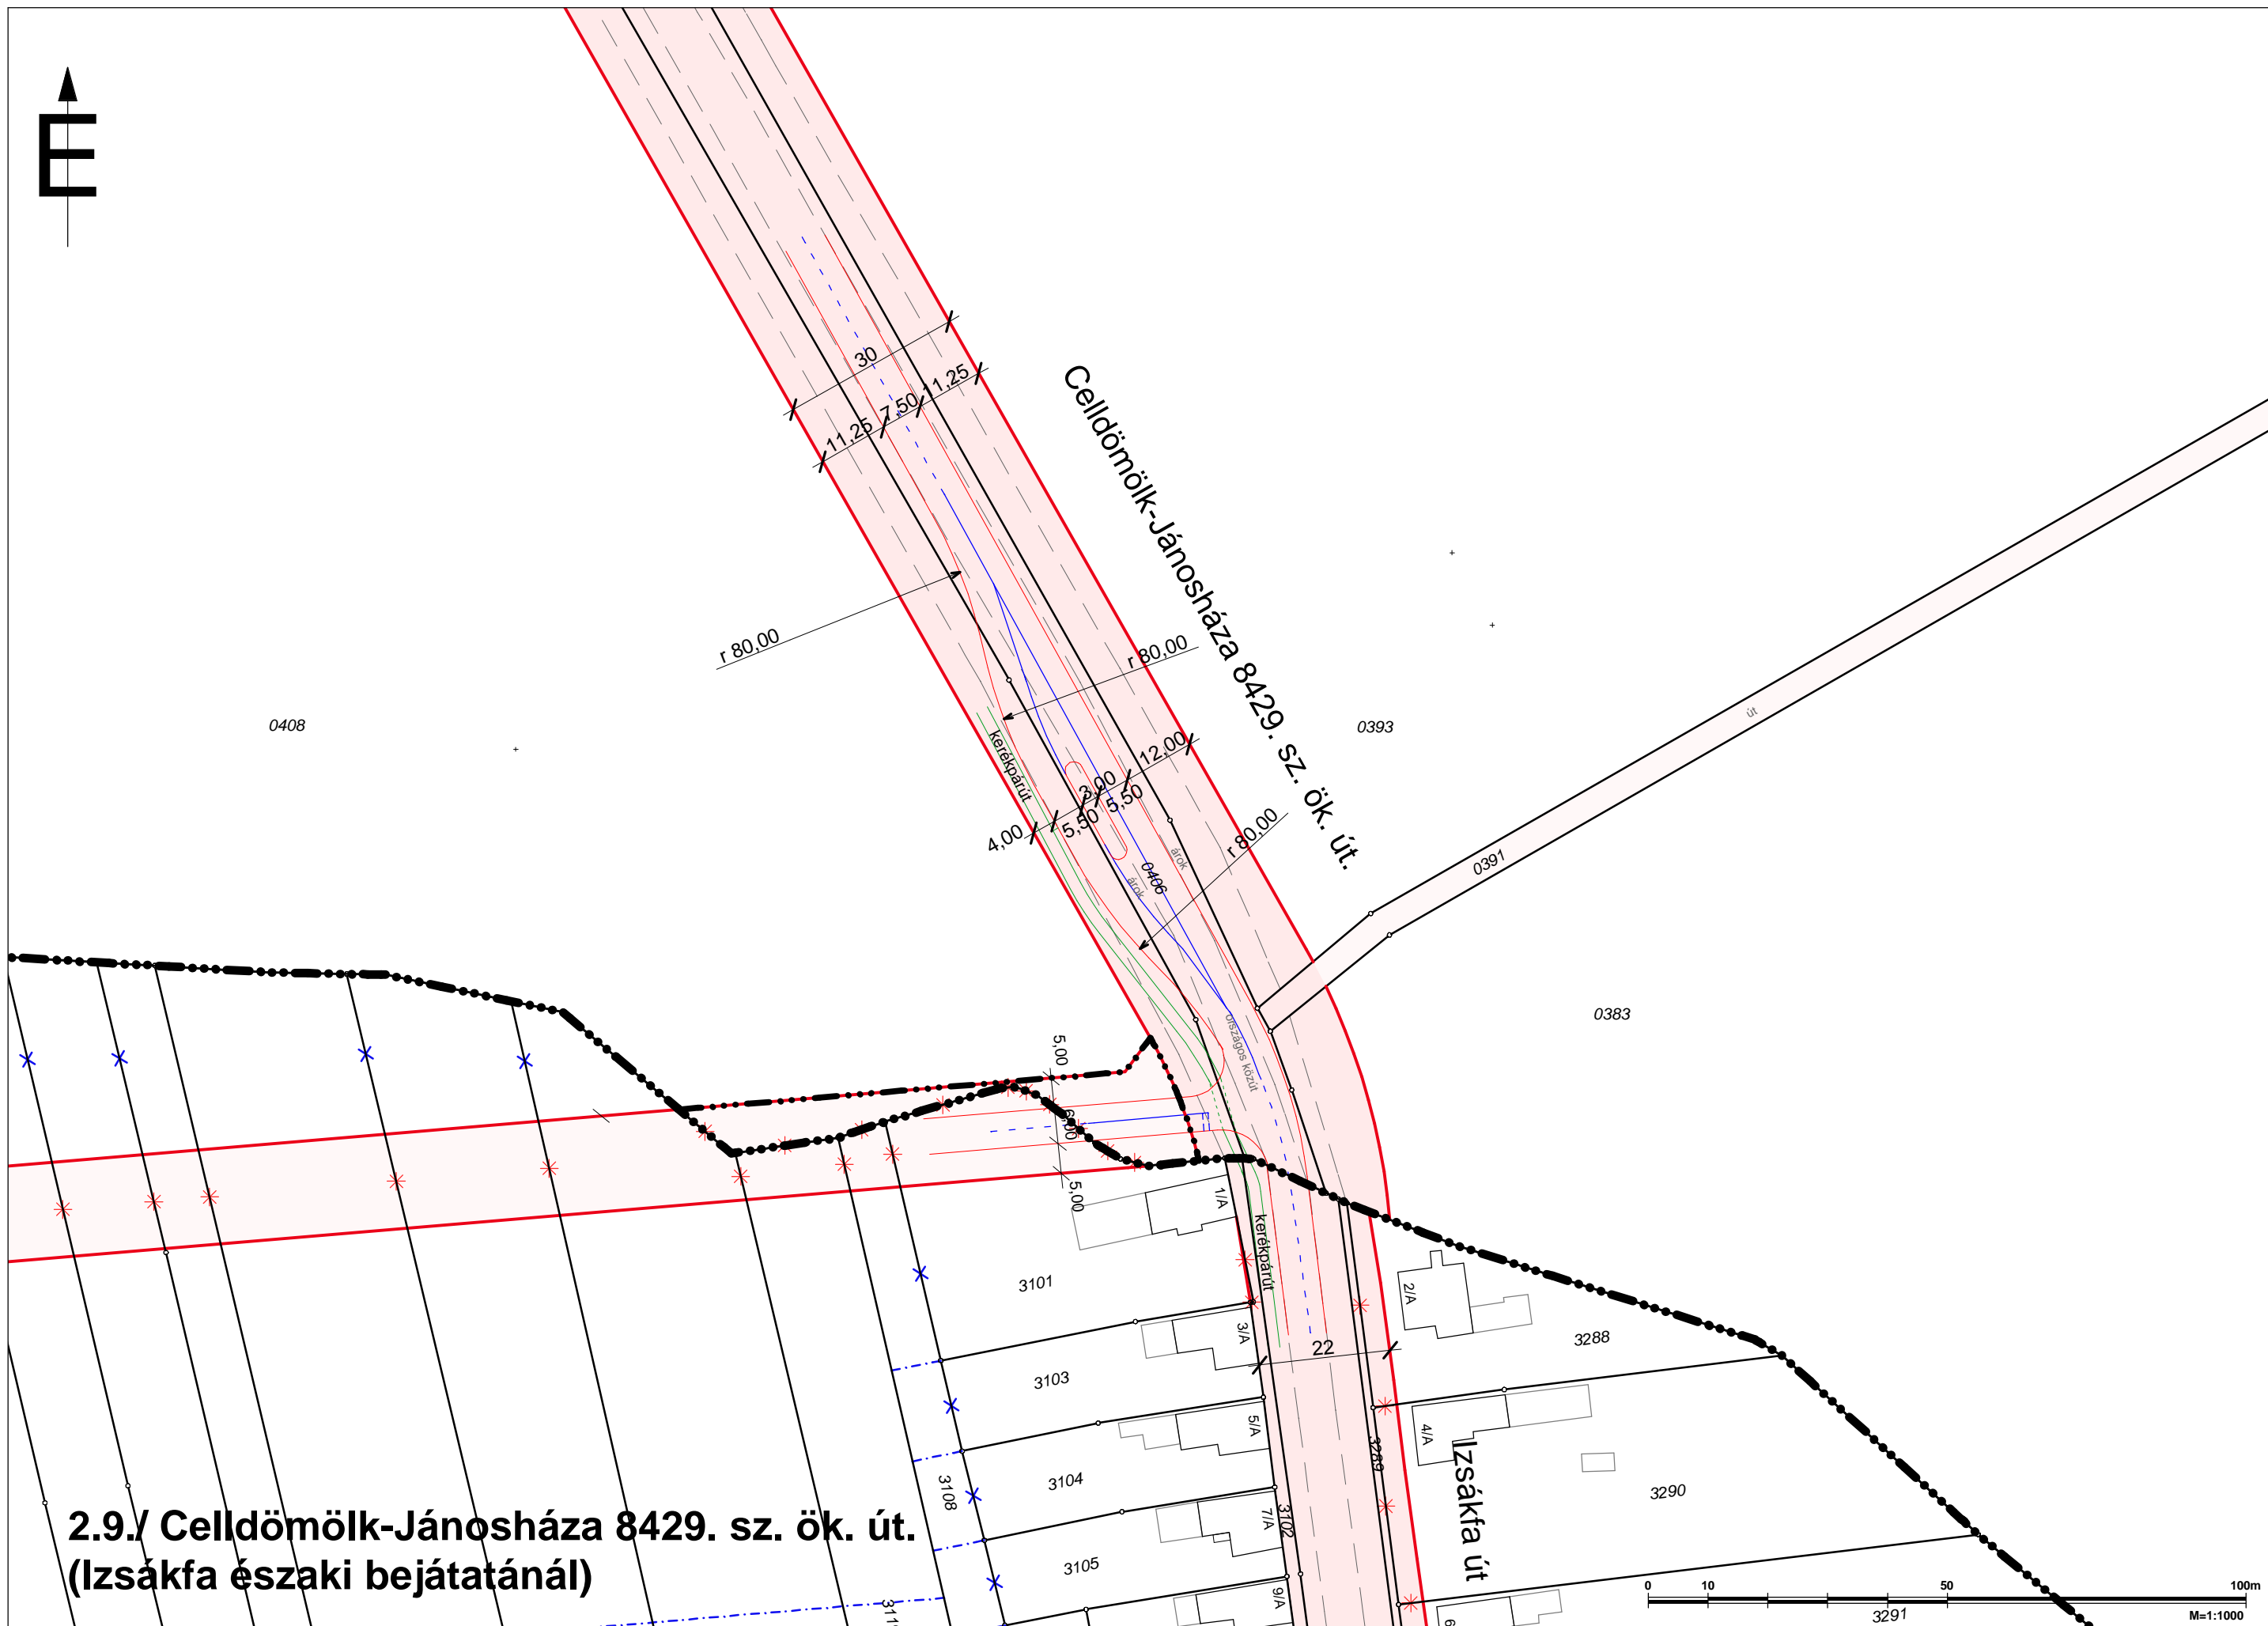 É
30
11,25
7,50
11,25
Celldömölk-Jánosháza 8429. sz. ök. út.
r 80,00
r 80,00
0408
0393
út
kerékpárút
12,00
3,00
5,50
5,50
4,00
r 80,00
árok
0406
árok
0391
0383
országos közút
5,00
6,00
5,00
1/A
kerékpárút
3101
2/A
3/A
22
3288
3103
5/A
4/A
3289
Izsákfa út
3104
3108
7/A
3102
3290
2.9./ Celldömölk-Jánosháza 8429. sz. ök. út.
(Izsákfa északi bejátatánál)
3105
9/A
0 10 50 100m
3291
M=1:1000